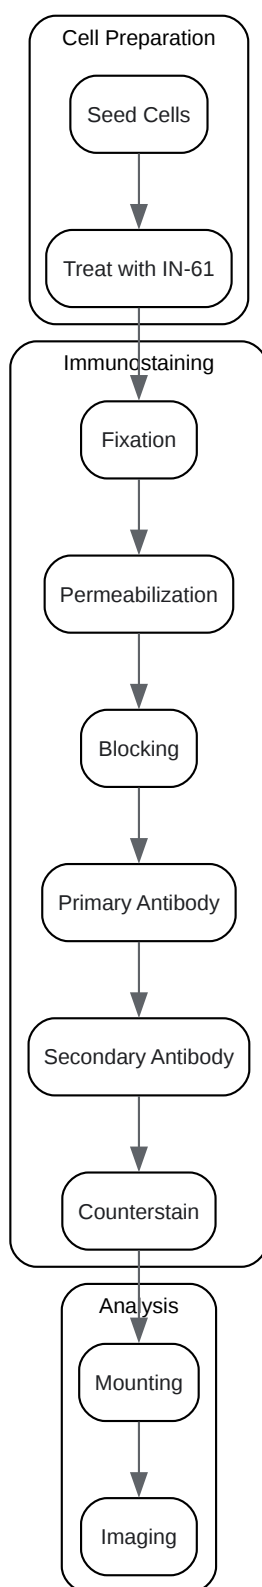 Cell Preparation
Seed Cells
Treat with IN-61
Immunostaining
Fixation
Permeabilization
Blocking
Primary Antibody
Secondary Antibody
Counterstain
Analysis
Mounting
Imaging